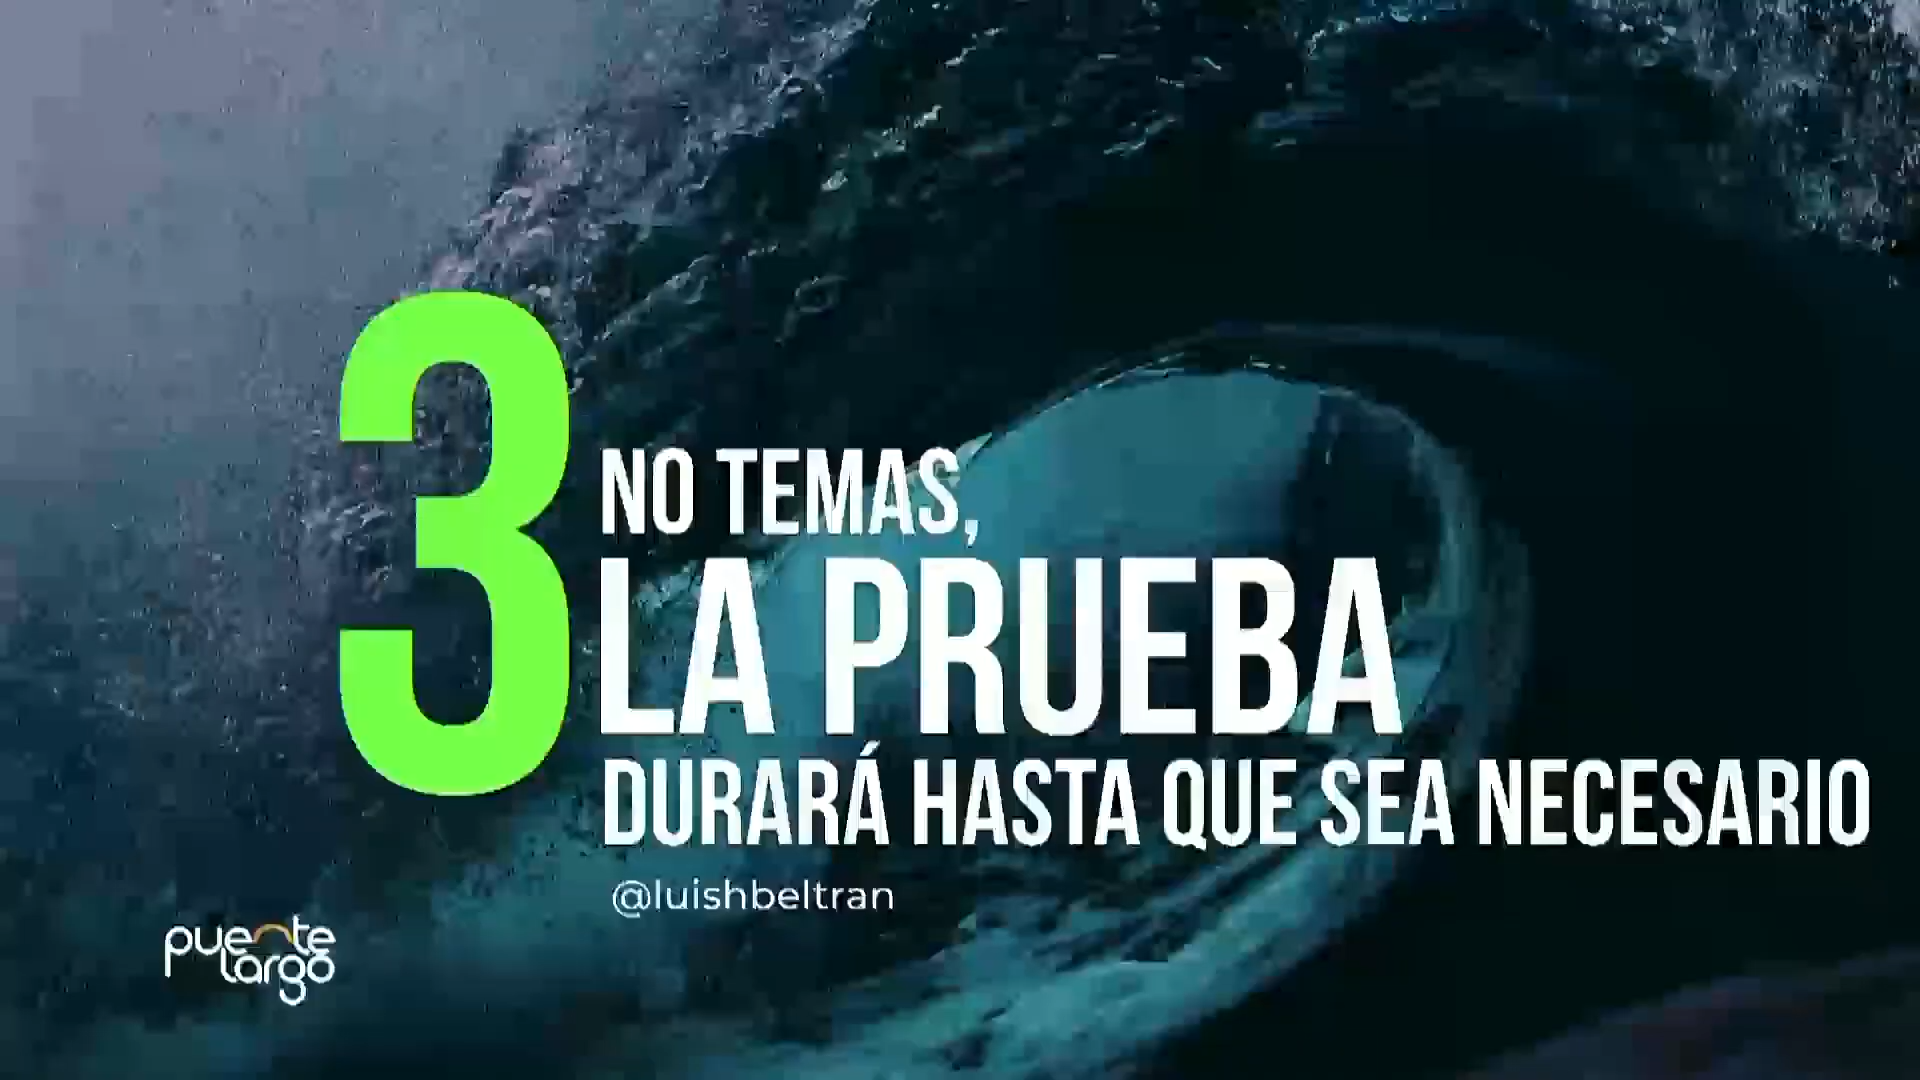 3
NO TEMAS,
LA PRUEBA
DURARÁ HASTA QUE SEA NECESARIO
@luishbeltran
puente
largo